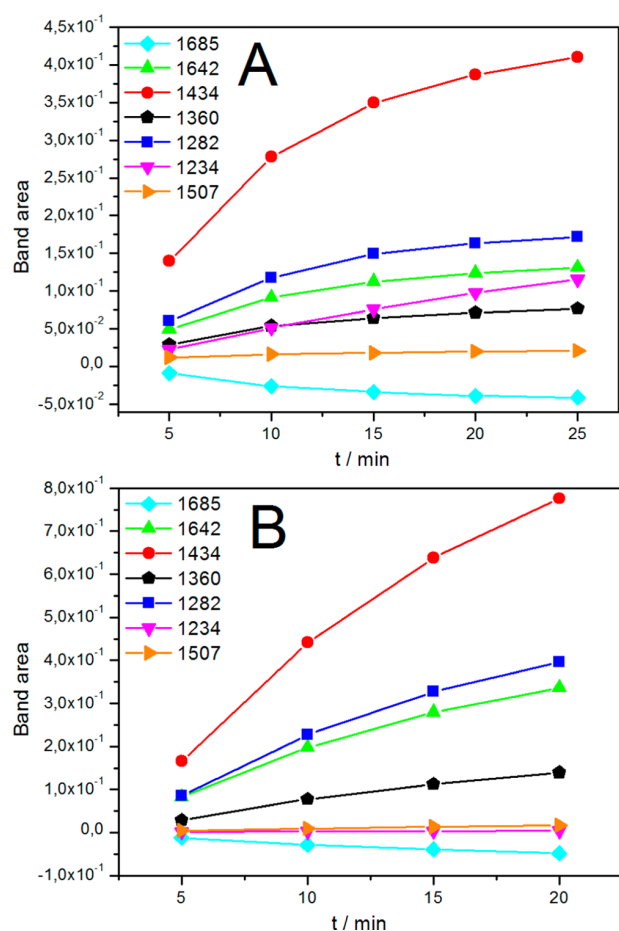 A
1685
1642
1434
1360
1282
1234
1507
Band area
4,5x10⁻¹
4,0x10⁻¹
3,5x10⁻¹
3,0x10⁻¹
2,5x10⁻¹
2,0x10⁻¹
1,5x10⁻¹
1,0x10⁻¹
5,0x10⁻²
0,0
-5,0x10⁻²
5 10 15 20 25
t / min
B
1685
1642
1434
1360
1282
1234
1507
Band area
8,0x10⁻¹
7,0x10⁻¹
6,0x10⁻¹
5,0x10⁻¹
4,0x10⁻¹
3,0x10⁻¹
2,0x10⁻¹
1,0x10⁻¹
0,0
-1,0x10⁻¹
5 10 15 20
t / min